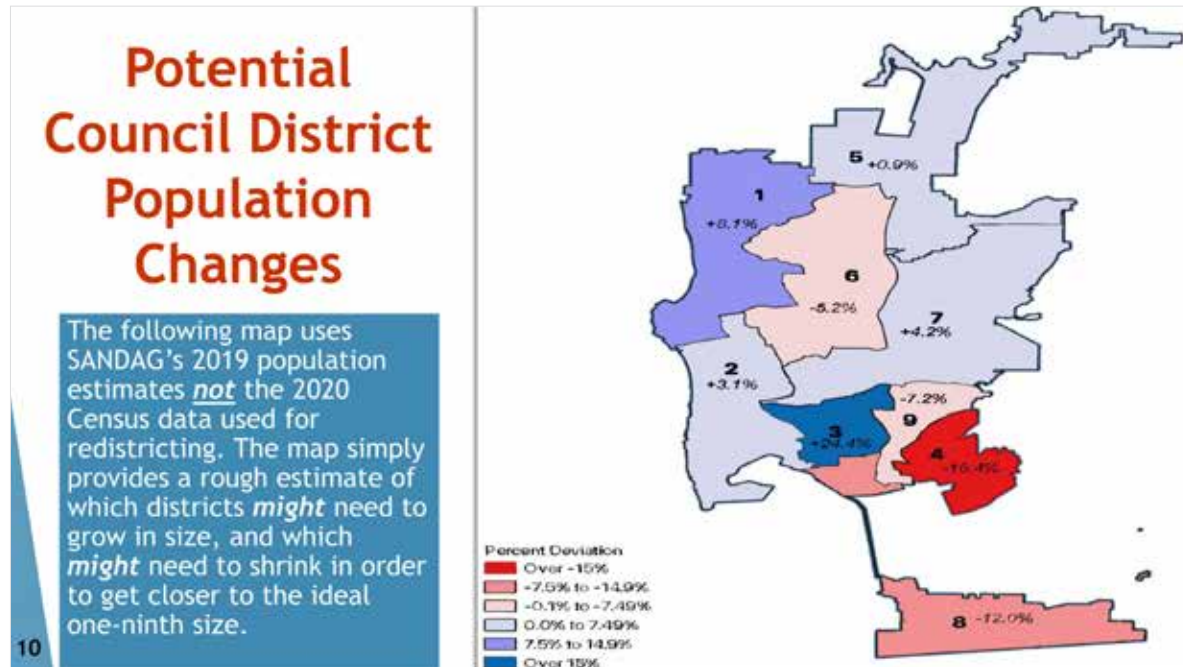 Potential
Council District
Population
Changes
The following map uses
SANDAG's 2019 population
estimates not the 2020
Census data used for
redistricting. The map simply
provides a rough estimate of
which districts might need to
grow in size, and which
might need to shrink in order
to get closer to the ideal
one-ninth size.
10
5
+0.9%
1
+8.1%
6
-5.2%
7
+4.2%
2
+3.1%
-7.2%
9
3
+24.4%
4
-16.4%
8 -12.0%
Percent Deviation
Over -15%
-7.5% to -14.9%
-0.1% to -7.49%
0.0% to 7.49%
7.5% to 14.9%
Over 15%